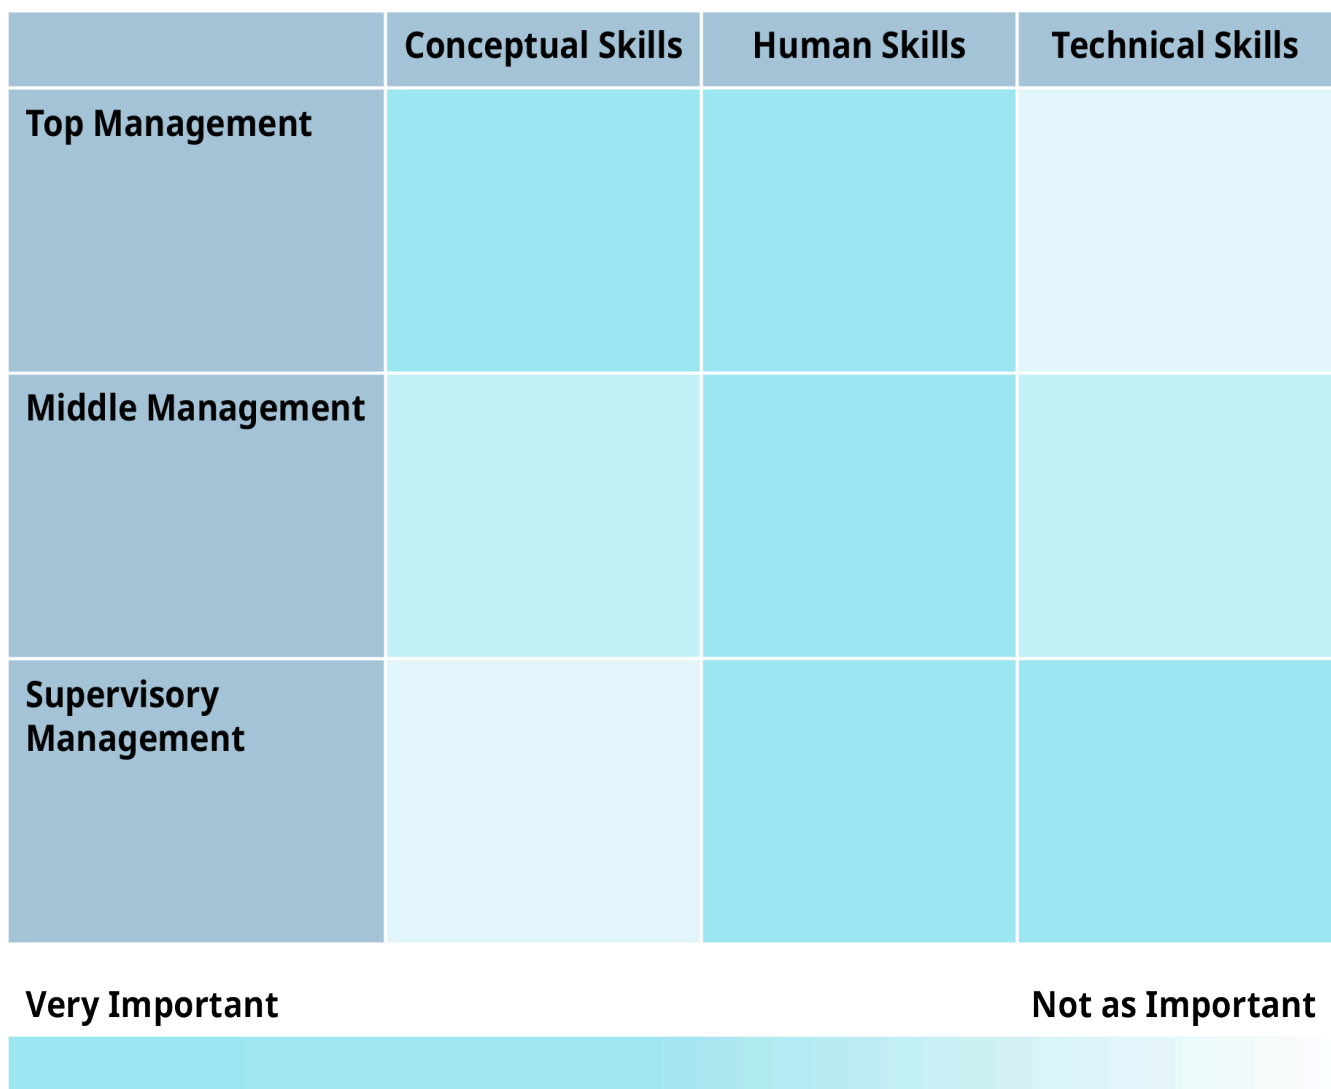 Conceptual Skills
Human Skills
Technical Skills
Top Management
Middle Management
Supervisory
Management
Very Important
Not as Important